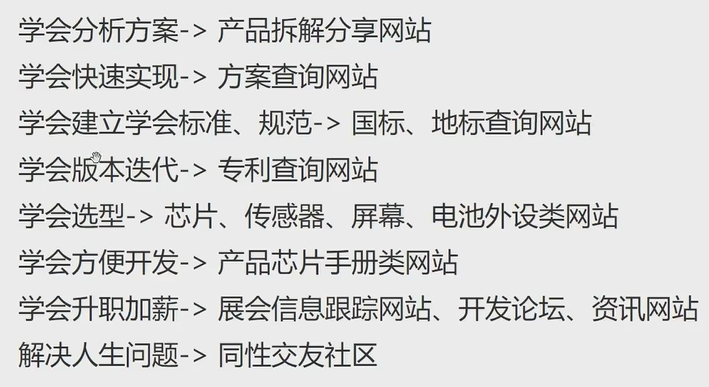 学会分析方案-> 产品拆解分享网站
学会快速实现-> 方案查询网站
学会建立学会标准、规范-> 国标、地标查询网站
学会版本迭代-> 专利查询网站
学会选型-> 芯片、传感器、屏幕、电池外设类网站
学会方便开发-> 产品芯片手册类网站
学会升职加薪-> 展会信息跟踪网站、开发论坛、资讯网站
解决人生问题-> 同性交友社区